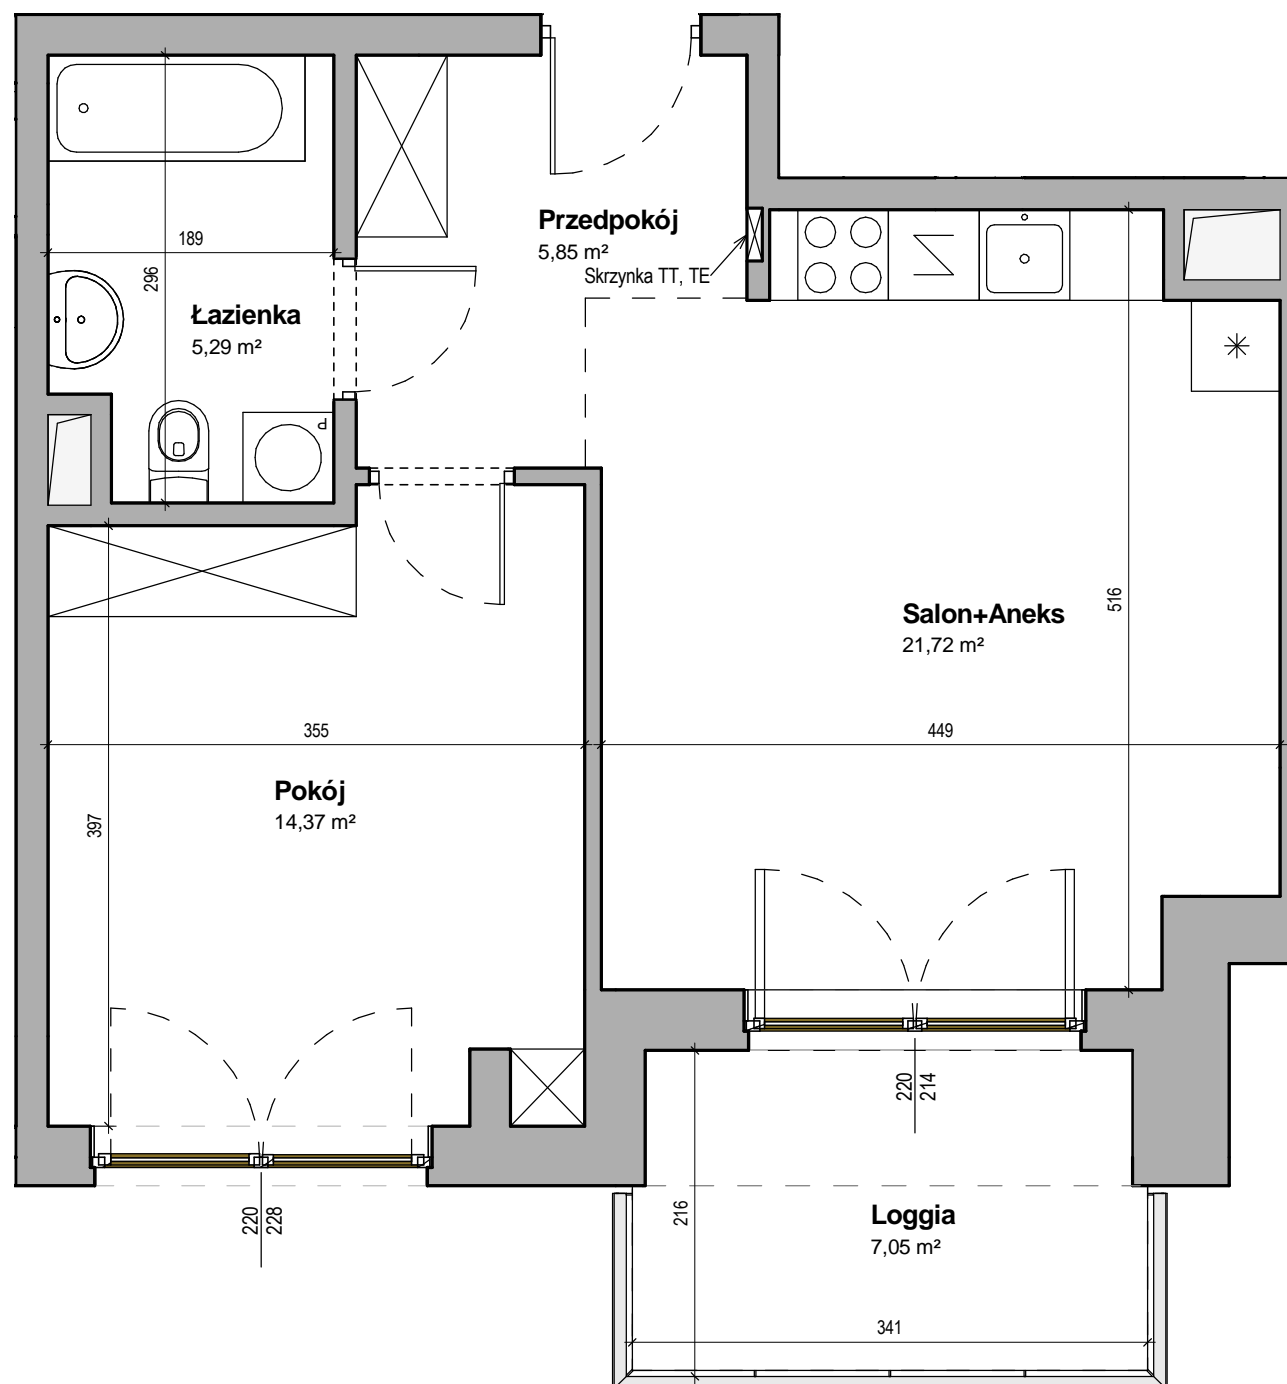 Przedpokój
5,85 m²
Skrzynka TT, TE
189
296
Łazienka
5,29 m²
P
Salon+Aneks
21,72 m²
516
355
449
Pokój
14,37 m²
397
220
214
220
228
Loggia
7,05 m²
216
341